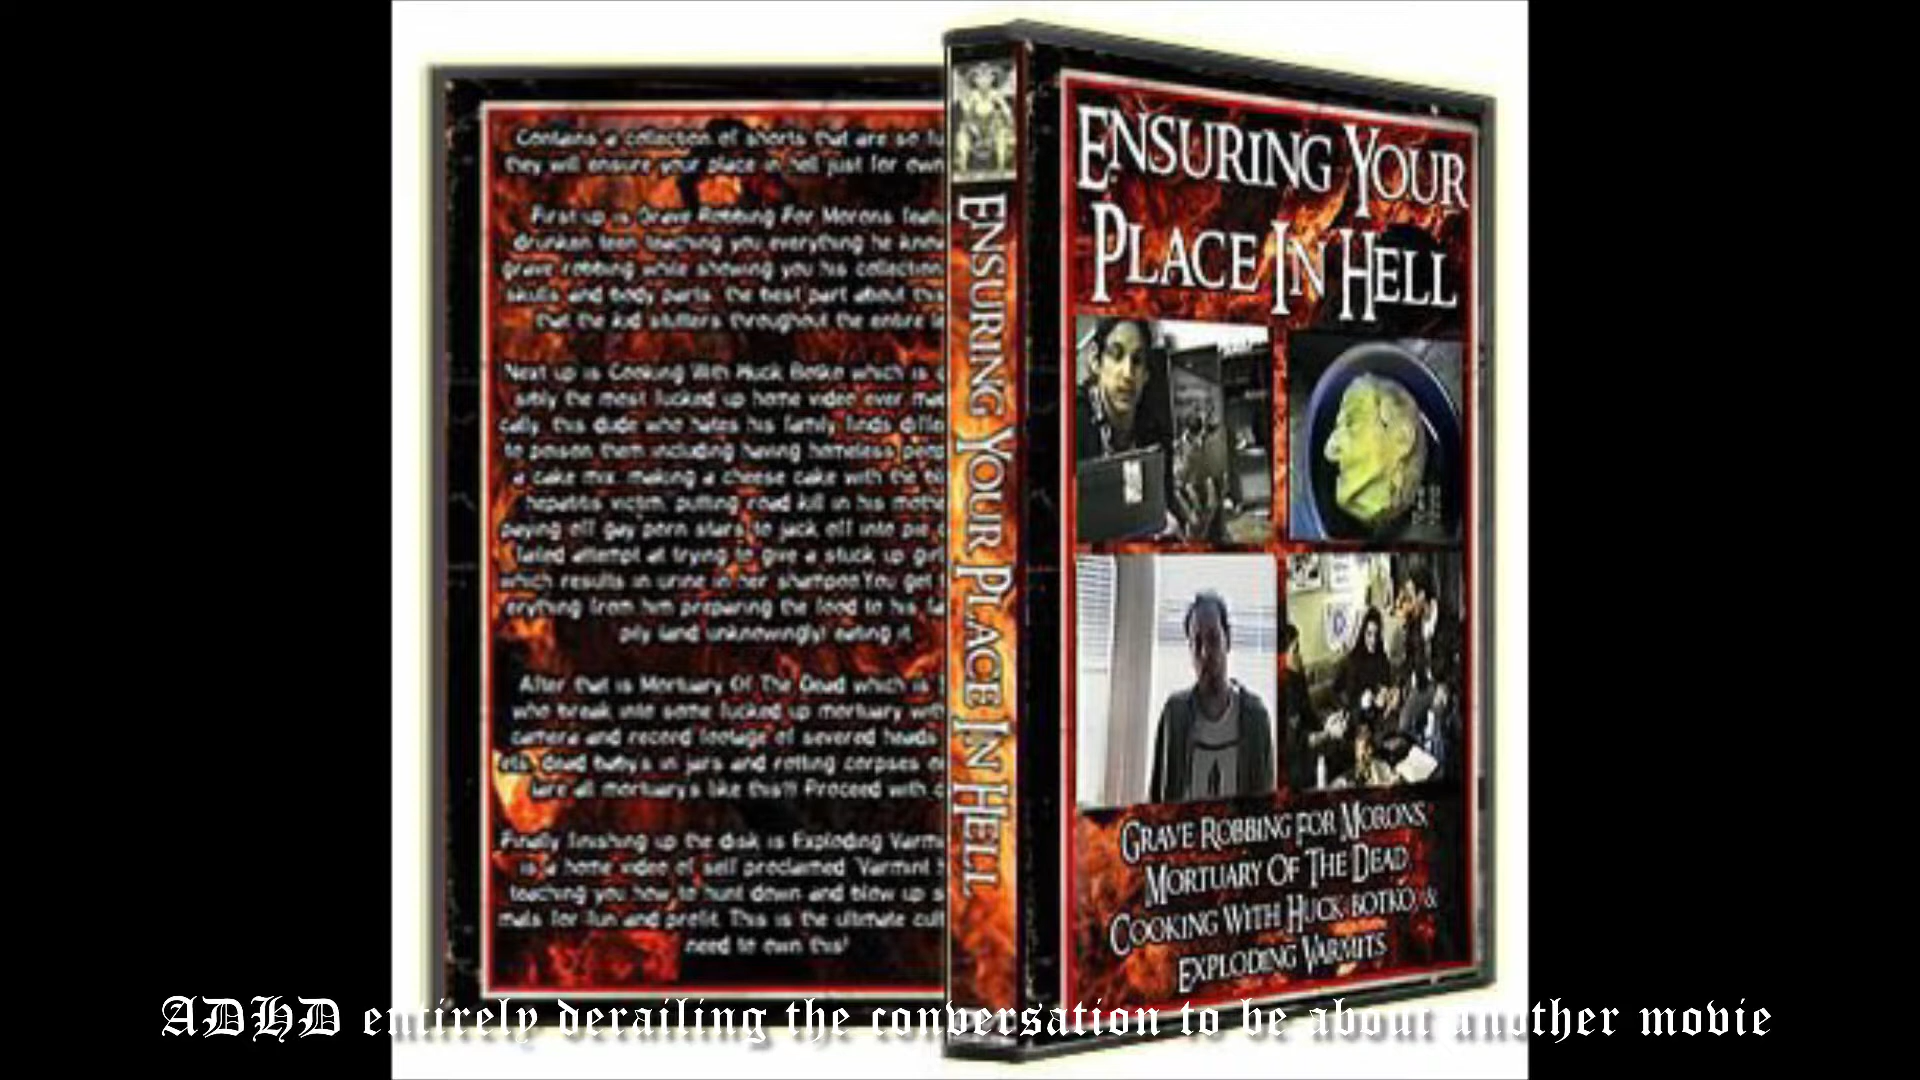 Contains a collection of shorts that are so
they will ensure your place in hell just for
First up is Grave Robbing For Morons
drunken teen teaching you everything he
grave robbing while showing you his collection
skulls and body parts. the best part about this
that the kid stutters throughout the entire
Next up is Cooking With Huck Botko which is
the most fucked up home video ever
this dude who hates his family finds
to poison them including having homeless
a cake mix, making a cheese cake with the
hepatitis victim, putting road kill in his
paying off gay porn stars to jack off into pie
failed attempt at trying to give a stuck up
which results in urine in her shampoo. You get
from him preparing the food to his
(and unknowingly) eating it.
After that is Mortuary Of The Dead which is
who break into some fucked up mortuary
camera and record footage of severed heads
dead baby's in jars and rotting corpses
all mortuary's like this?! Proceed with
Finally finishing up the disk is Exploding
is a home video of self proclaimed "Varmint
teaching you how to hunt down and blow up
for fun and profit. This is the ultimate
need to own this!
ENSURING YOUR PLACE IN HELL
ENSURING YOUR
PLACE IN HELL
GRAVE ROBBING FOR MORONS,
MORTUARY OF THE DEAD
COOKING WITH HUCK BOTKO, &
EXPLODING VARMITS
ADHD entirely derailing the conversation to be about another movie